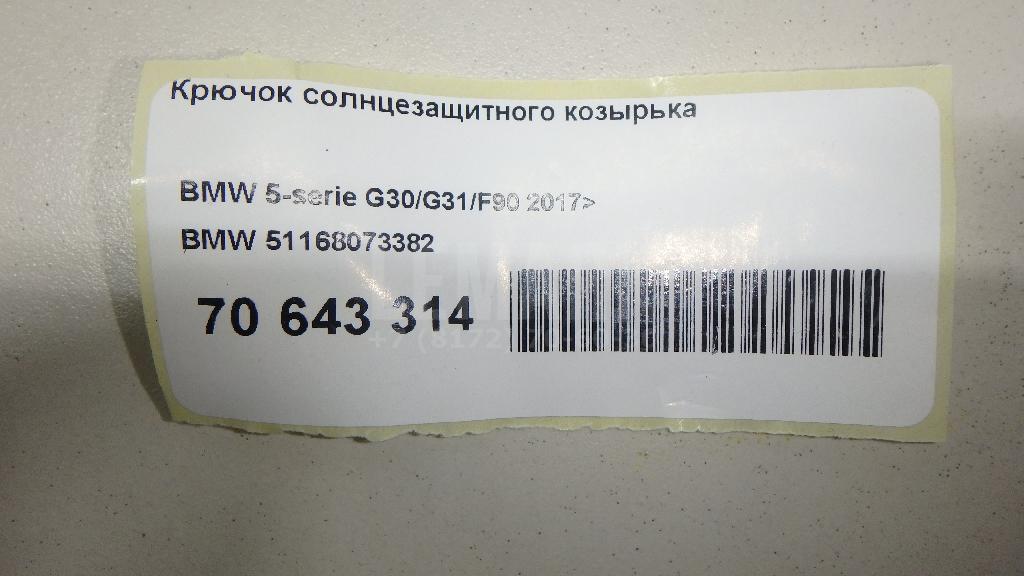 Крючок солнцезащитного козырька
BMW 5-serie G30/G31/F90 2017>
BMW 51168073382
70 643 314